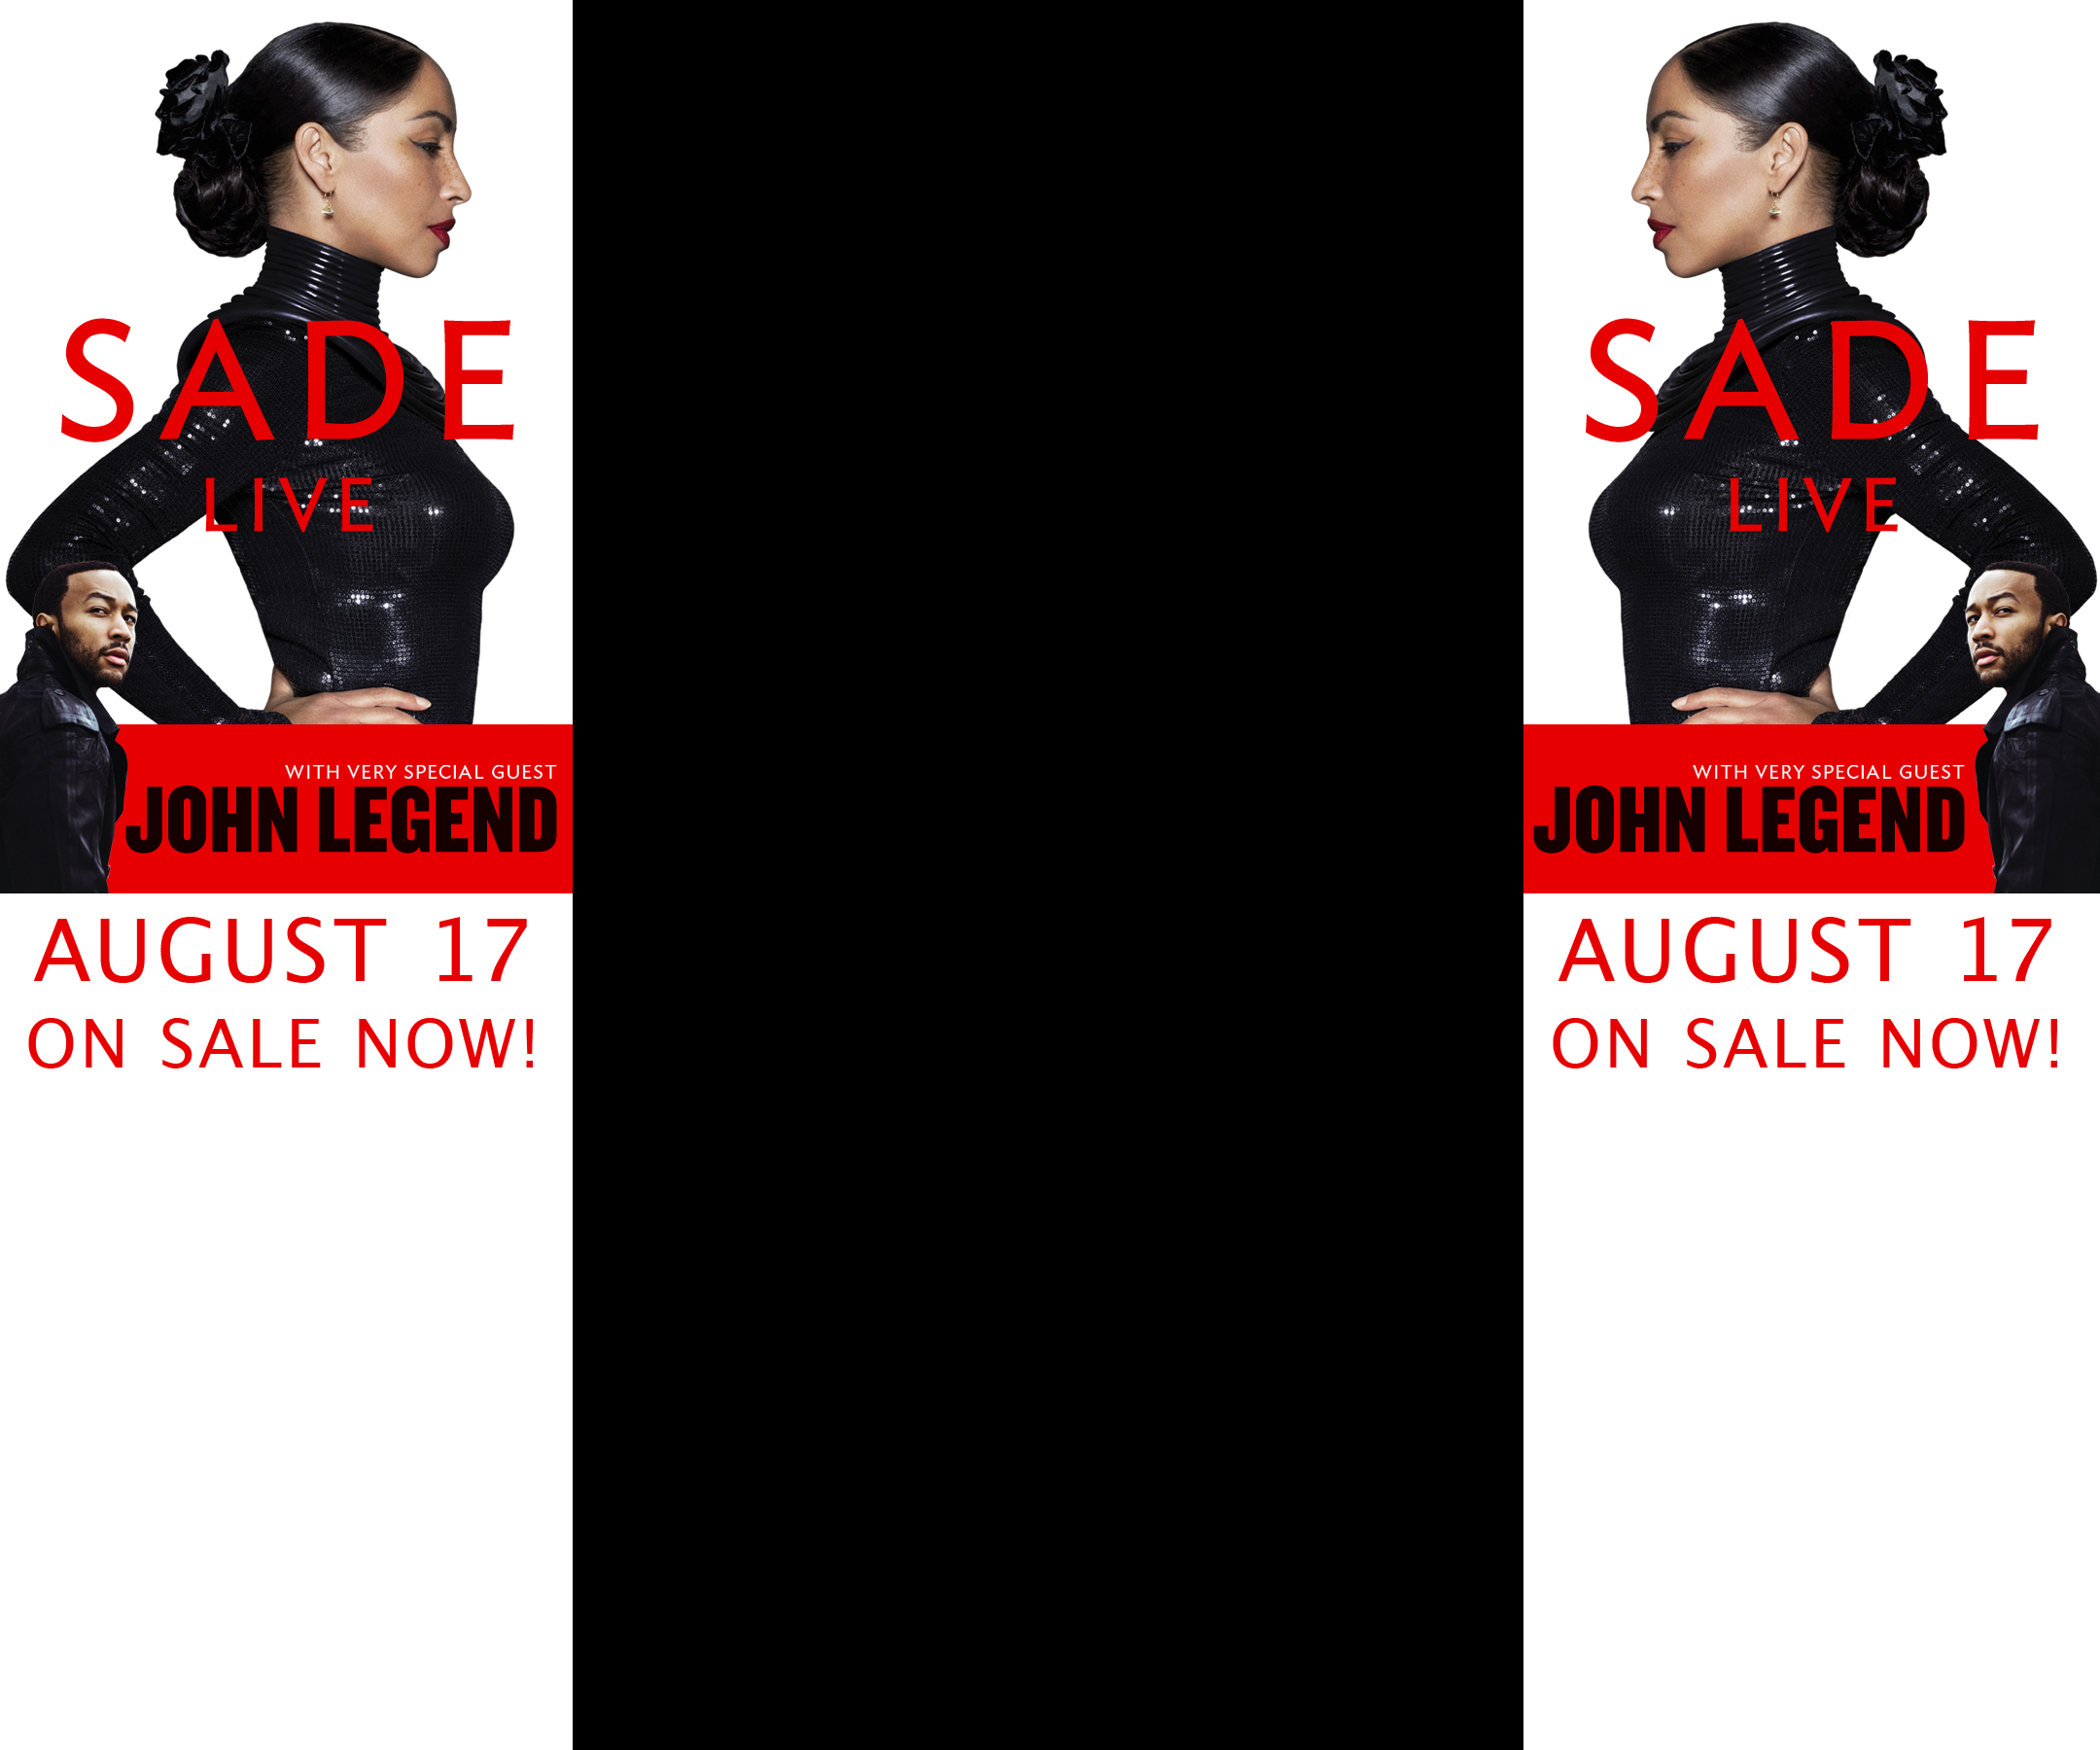 SADE
LIVE
WITH VERY SPECIAL GUEST
JOHN LEGEND
AUGUST 17
ON SALE NOW!
SADE
LIVE
WITH VERY SPECIAL GUEST
JOHN LEGEND
AUGUST 17
ON SALE NOW!